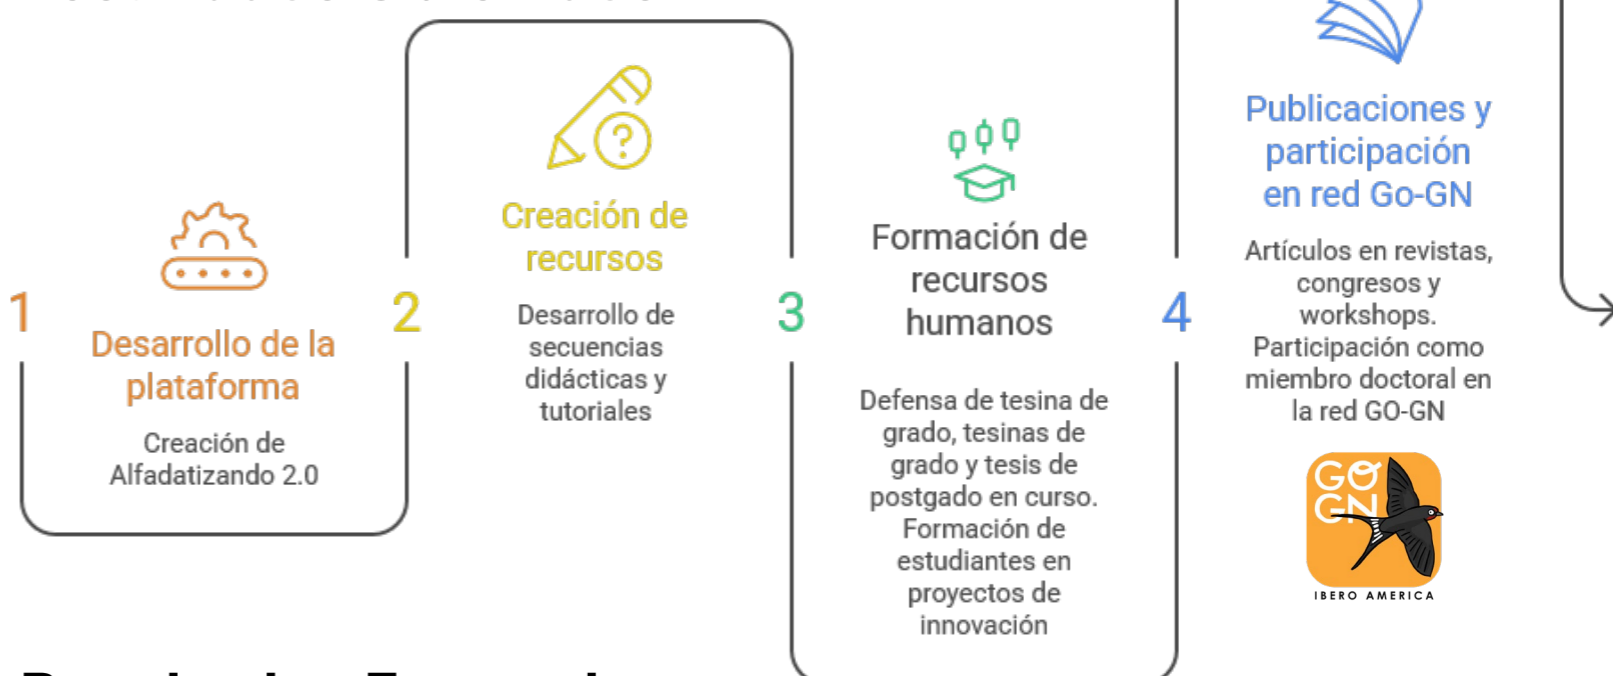 1
Desarrollo de la
plataforma
Creación de
Alfadatizando 2.0
2
Creación de
recursos
Desarrollo de
secuencias
didácticas y
tutoriales
3
Formación de
recursos
humanos
Defensa de tesina de
grado, tesinas de
grado y tesis de
postgado en curso.
Formación de
estudiantes en
proyectos de
innovación
4
Publicaciones y
participación
en red Go-GN
Artículos en revistas,
congresos y
workshops.
Participación como
miembro doctoral en
la red GO-GN
GO
GN
IBERO AMERICA